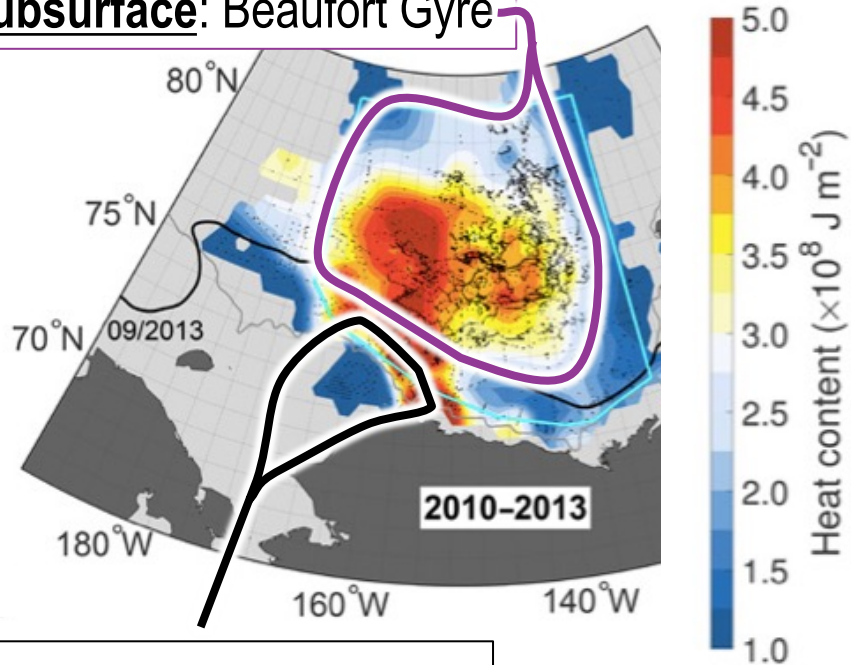 ubsurface: Beaufort Gyre
80°N
75°N
70°N
09/2013
2010–2013
180°W
160°W
140°W
5.0
4.5
4.0
3.5
3.0
2.5
2.0
1.5
1.0
Heat content (×10⁸ J m⁻²)